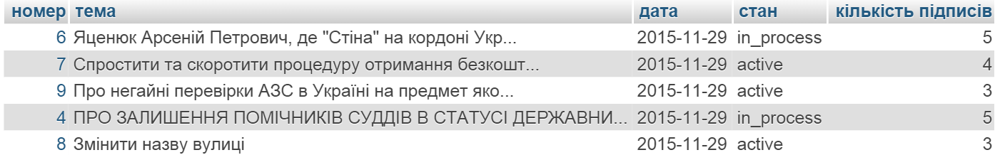 номер тема дата стан кількість підписів
6 Яценюк Арсеній Петрович, де "Стіна" на кордоні Укр... 2015-11-29 in_process 5
7 Спростити та скоротити процедуру отримання безкошт... 2015-11-29 active 4
9 Про негайні перевірки АЗС в Україні на предмет яко... 2015-11-29 active 3
4 ПРО ЗАЛИШЕННЯ ПОМІЧНИКІВ СУДДІВ В СТАТУСІ ДЕРЖАВНИ... 2015-11-29 in_process 5
8 Змінити назву вулиці 2015-11-29 active 3